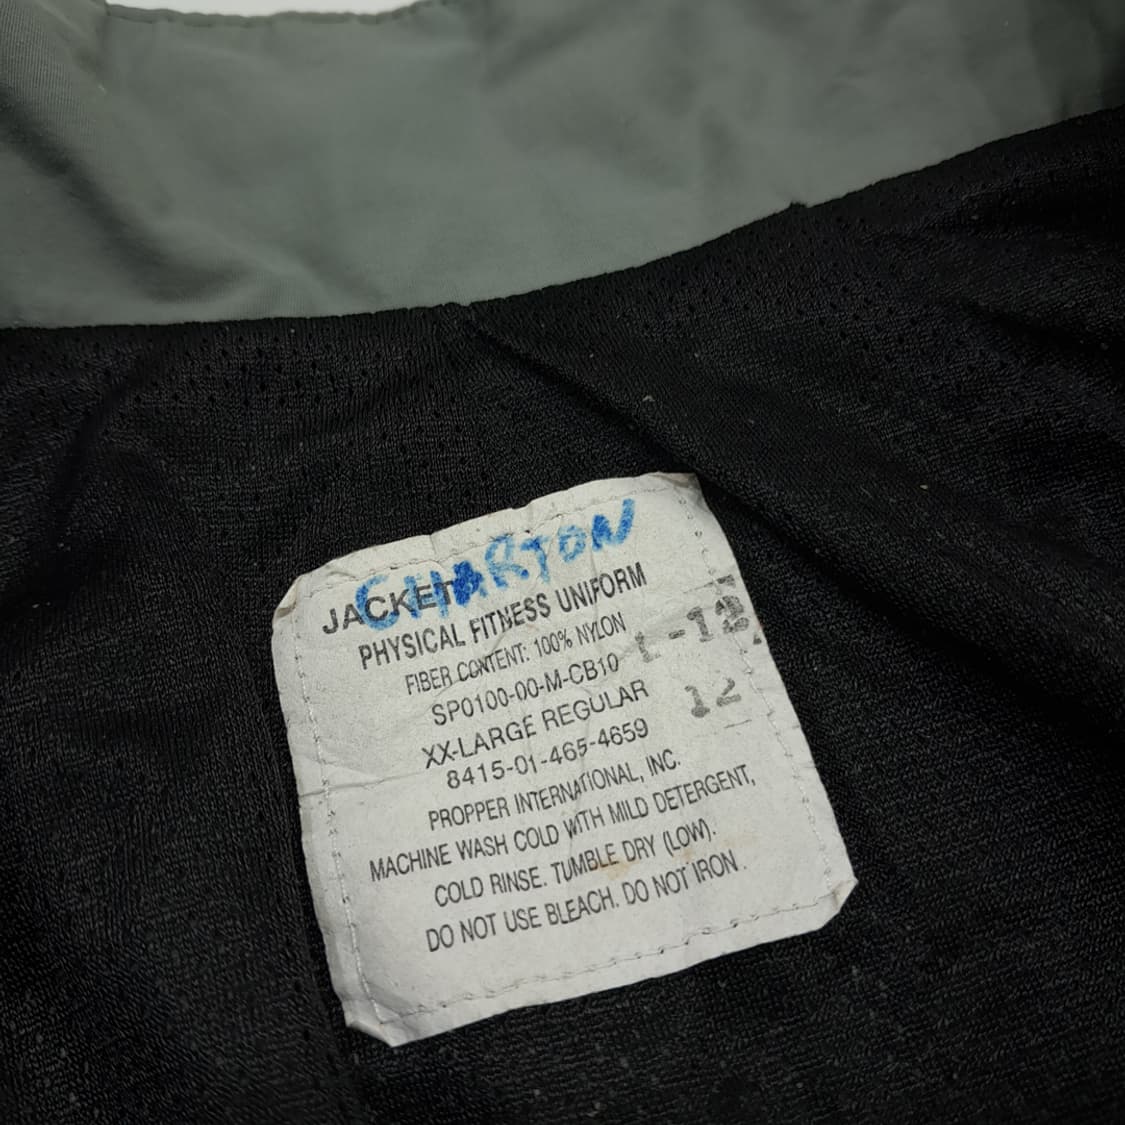 CHARTON
JACKET
PHYSICAL FITNESS UNIFORM
FIBER CONTENT: 100% NYLON
SP0100-00-M-CB10
XX-LARGE REGULAR
8415-01-465-4659
PROPPER INTERNATIONAL, INC.
MACHINE WASH COLD WITH MILD DETERGENT,
COLD RINSE. TUMBLE DRY (LOW).
DO NOT USE BLEACH. DO NOT IRON.
12